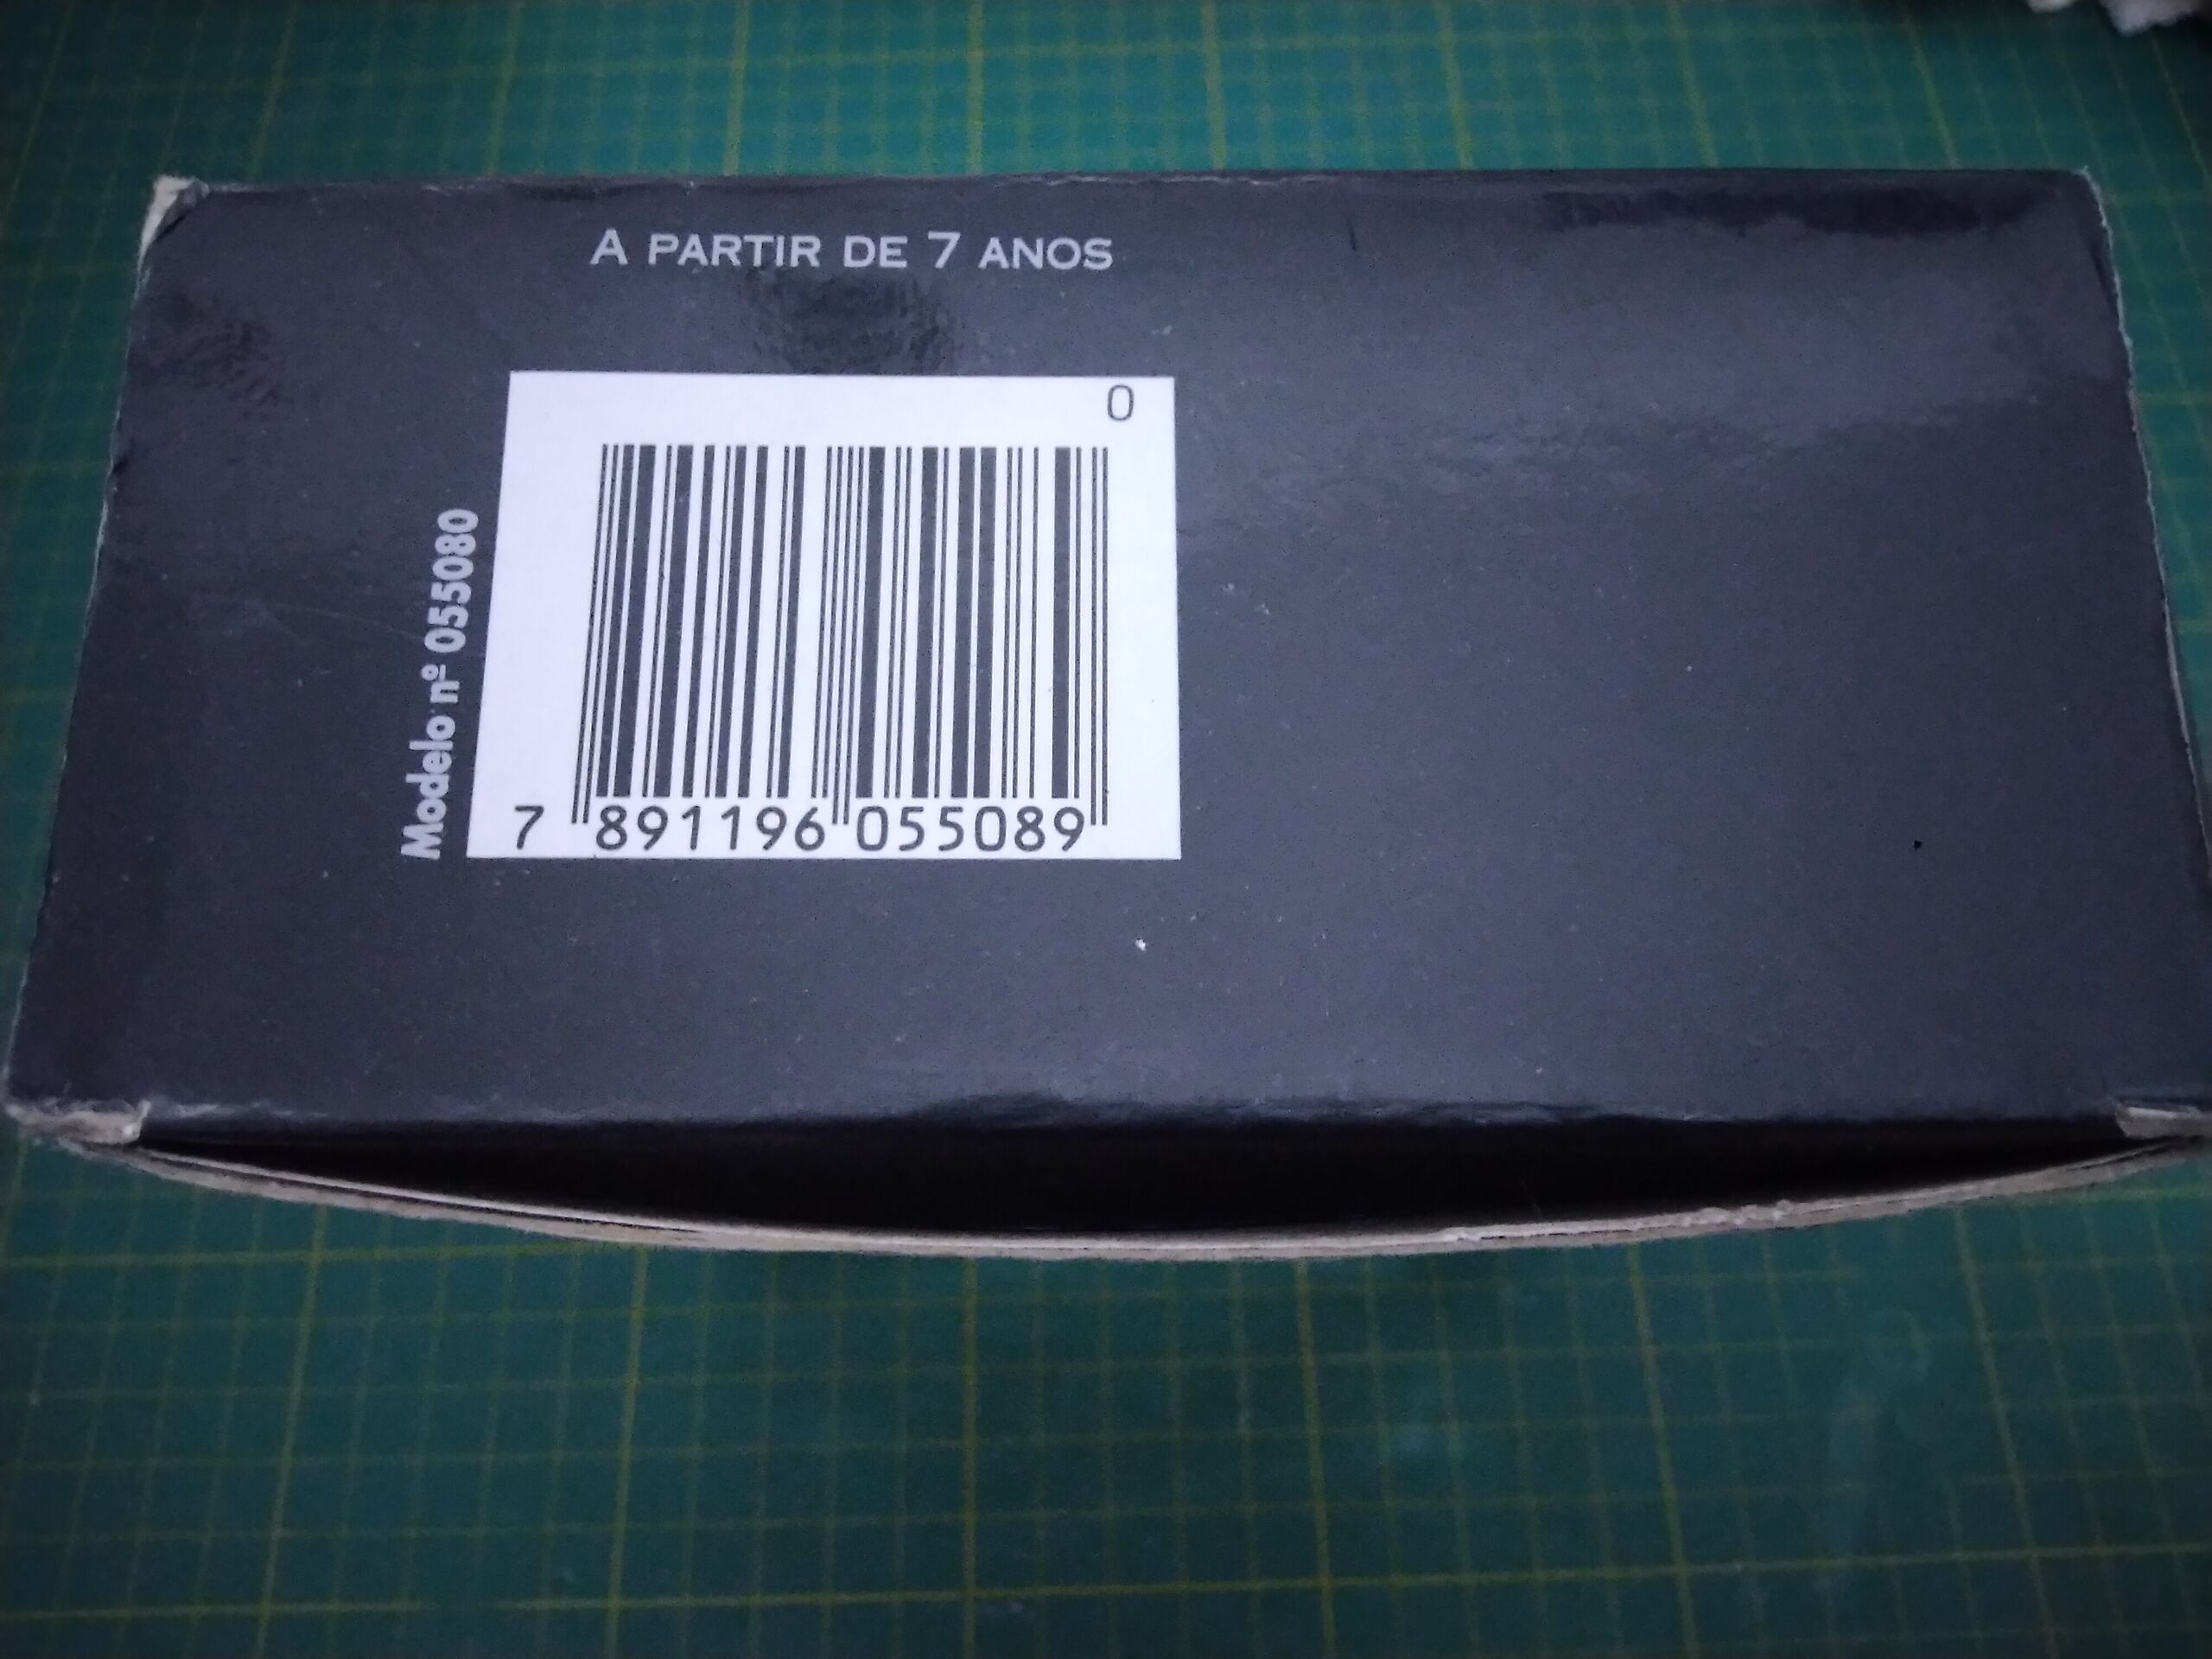 A PARTIR DE 7 ANOS
0
Modelo nº 055080
7 891196 055089